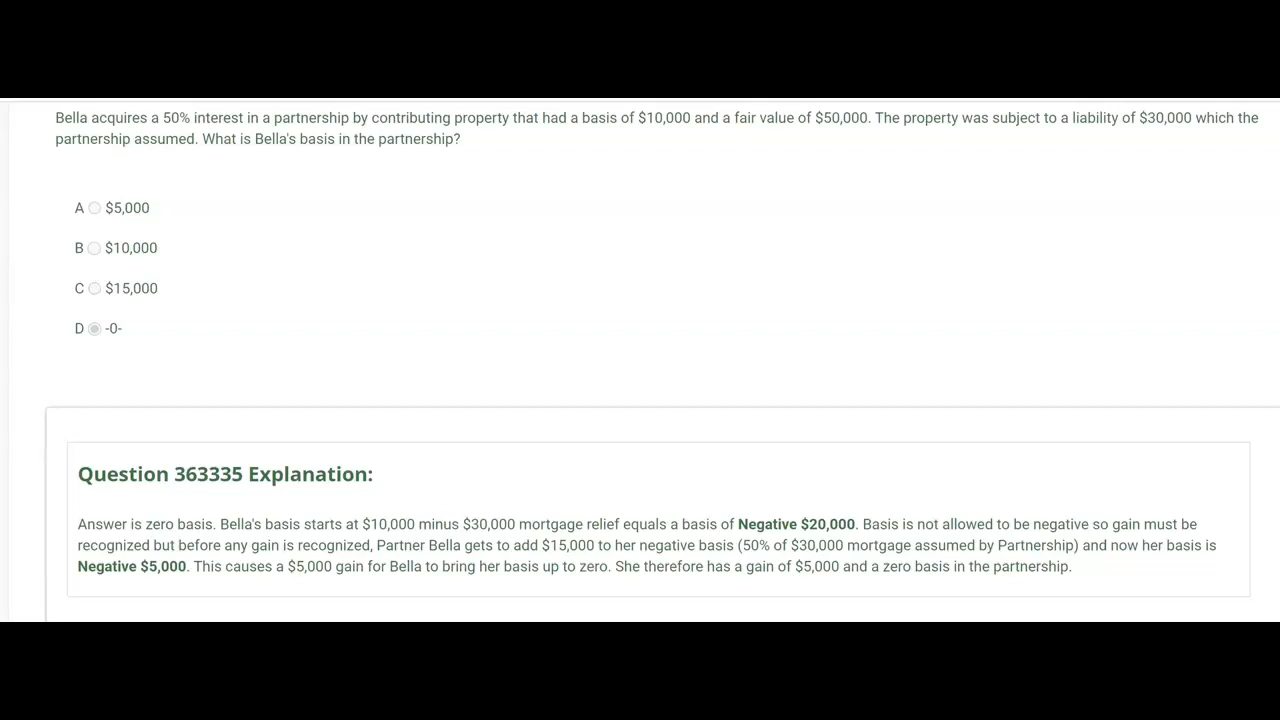 Bella acquires a 50% interest in a partnership by contributing property that had a basis of $10,000 and a fair value of $50,000. The property was subject to a liability of $30,000 which the
partnership assumed. What is Bella's basis in the partnership?
A $5,000
B $10,000
C $15,000
D -0-
Question 363335 Explanation:
Answer is zero basis. Bella's basis starts at $10,000 minus $30,000 mortgage relief equals a basis of Negative $20,000. Basis is not allowed to be negative so gain must be
recognized but before any gain is recognized, Partner Bella gets to add $15,000 to her negative basis (50% of $30,000 mortgage assumed by Partnership) and now her basis is
Negative $5,000. This causes a $5,000 gain for Bella to bring her basis up to zero. She therefore has a gain of $5,000 and a zero basis in the partnership.